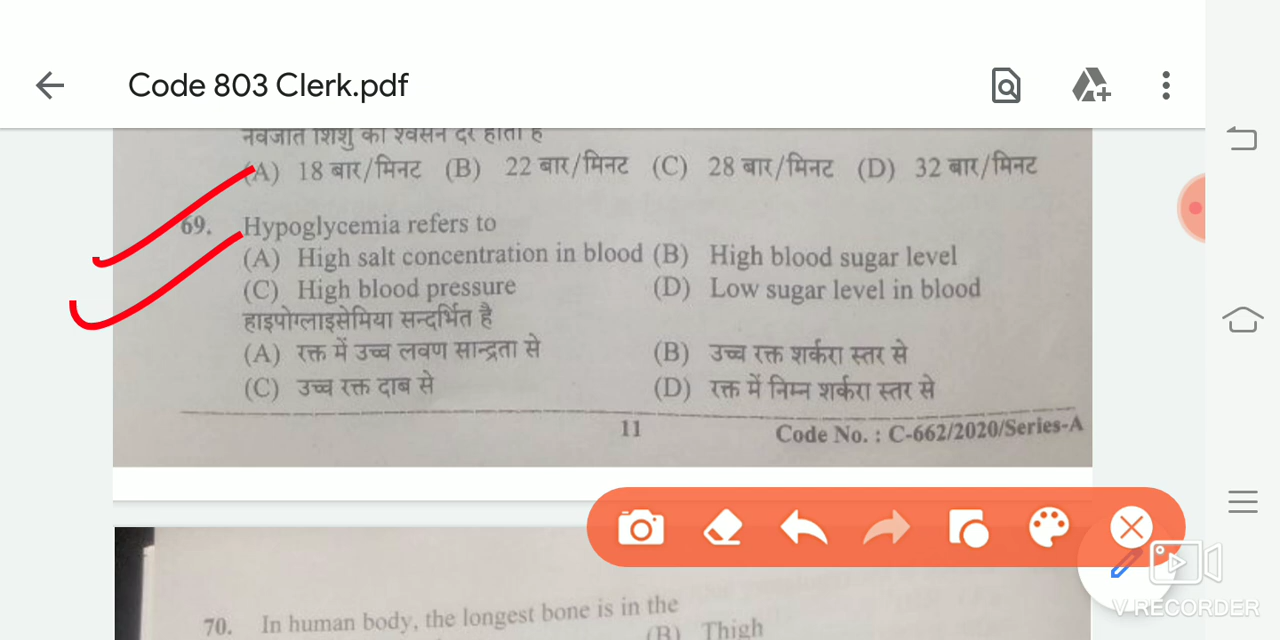 Code 803 Clerk.pdf
नवजात शिशु की श्वसन दर होती है
(A) 18 बार/मिनट (B) 22 बार/मिनट (C) 28 बार/मिनट (D) 32 बार/मिनट
69. Hypoglycemia refers to
(A) High salt concentration in blood (B) High blood sugar level
(C) High blood pressure (D) Low sugar level in blood
हाइपोग्लाइसेमिया सन्दर्भित है
(A) रक्त में उच्च लवण सान्द्रता से (B) उच्च रक्त शर्करा स्तर से
(C) उच्च रक्त दाब से (D) रक्त में निम्न शर्करा स्तर से
11 Code No. : C-662/2020/Series-A
70. In human body, the longest bone is in the
(B) Thigh
V RECORDER